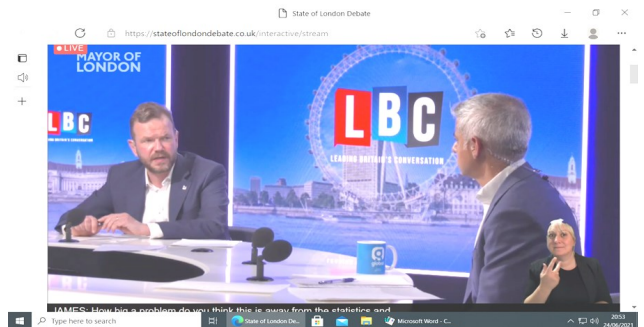 State of London Debate
https://stateoflondondebate.co.uk/interactive/stream
LIVE
MAYOR OF
LONDON
LBC
LBC
LEADING BRITAIN'S CONVERSATION
global
JAMES: How big a problem do you think this is away from the statistics and
Type here to search
State of London De...
Microsoft Word - C...
20:53
24/06/2021